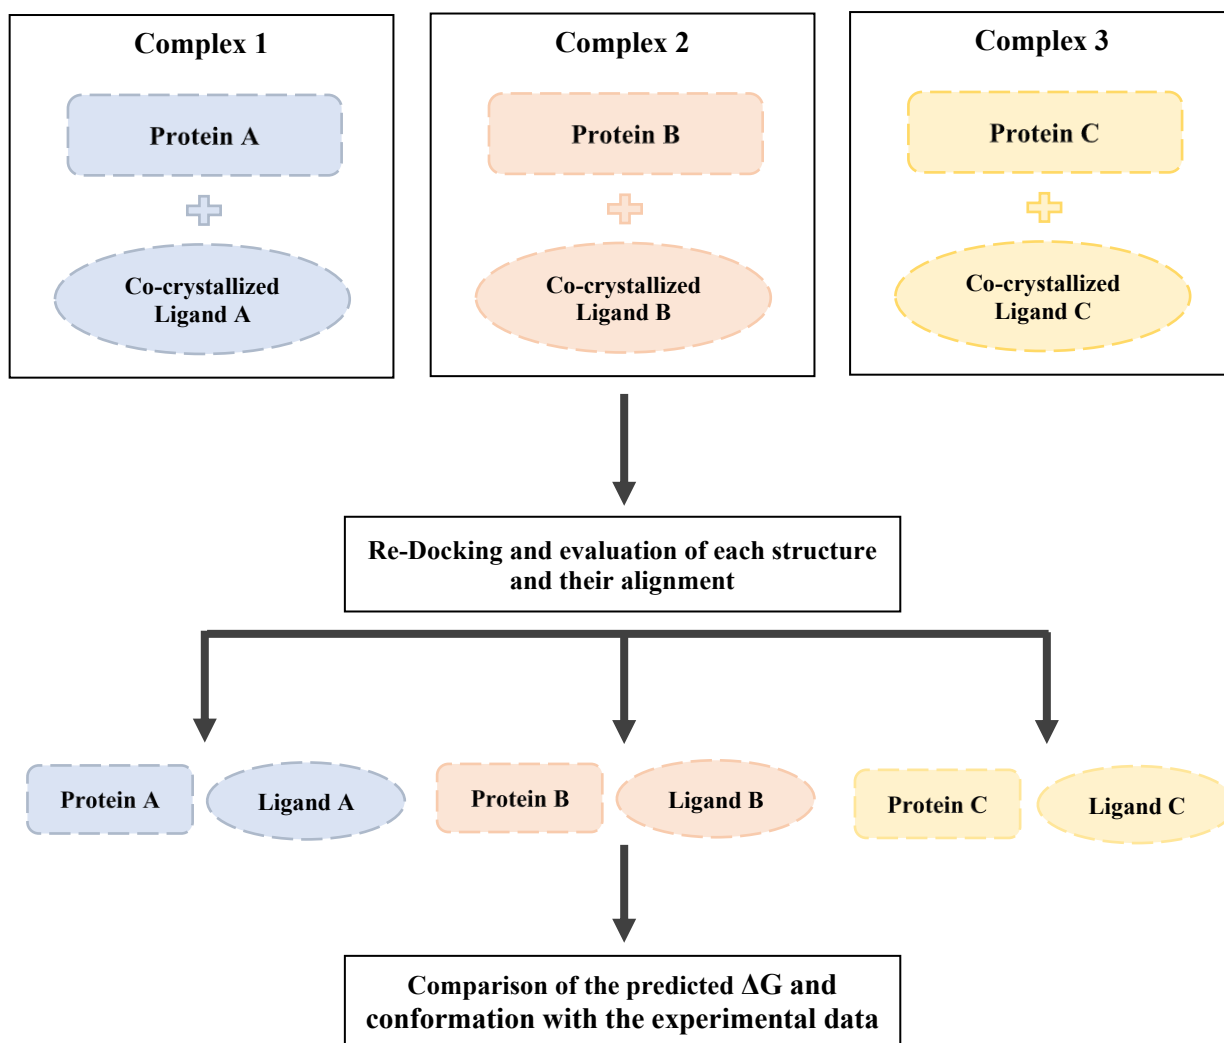 Complex 1
Protein A
Co-crystallized
Ligand A
Complex 2
Protein B
Co-crystallized
Ligand B
Complex 3
Protein C
Co-crystallized
Ligand C
Re-Docking and evaluation of each structure
and their alignment
Protein A
Ligand A
Protein B
Ligand B
Protein C
Ligand C
Comparison of the predicted ΔG and
conformation with the experimental data